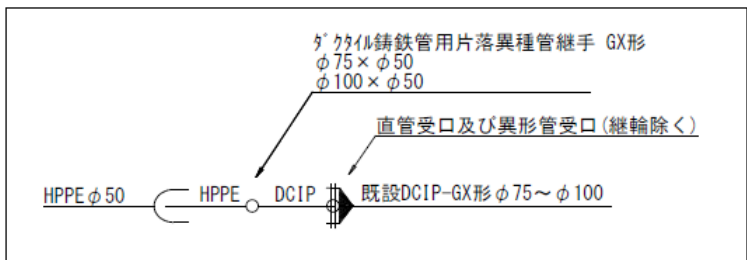 ﾀﾞｸﾀｲﾙ鋳鉄管用片落異種管継手 GX形
φ75×φ50
φ100×φ50
直管受口及び異形管受口(継輪除く)
HPPEφ50 HPPE DCIP 既設DCIP-GX形φ75～φ100